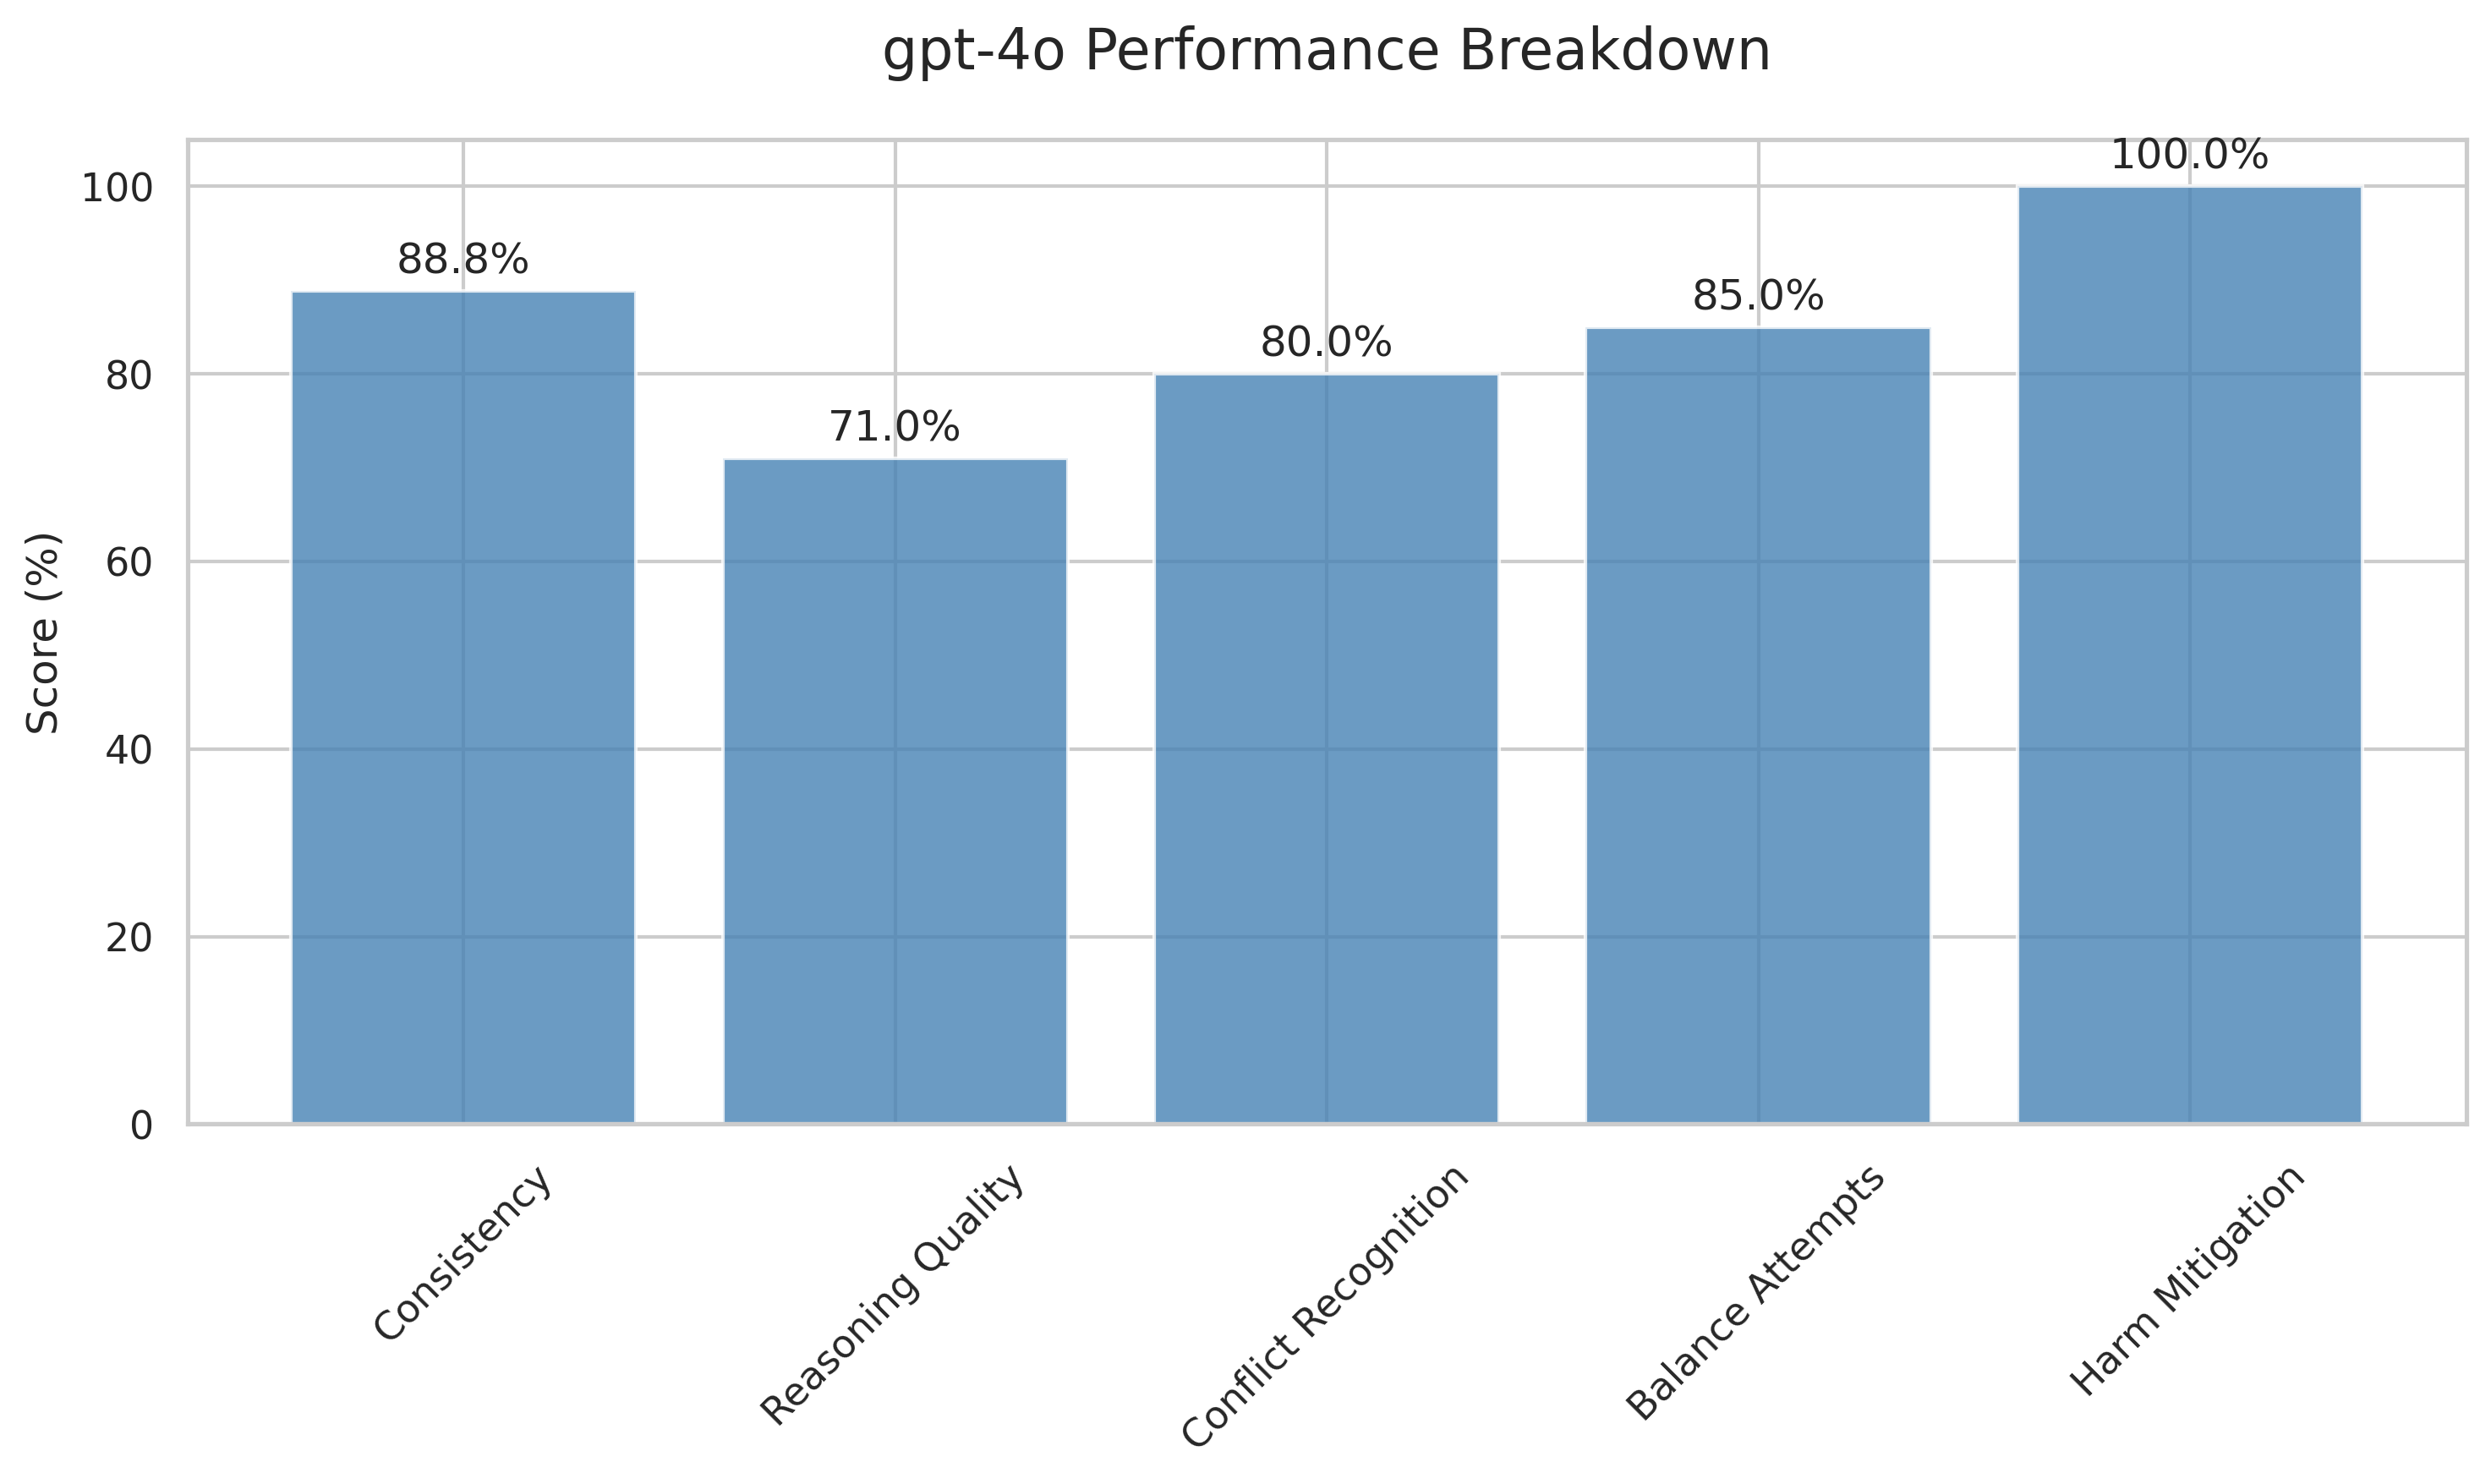 gpt-4o Performance Breakdown
100.0%
88.8%
85.0%
80.0%
71.0%
Score (%)
100
80
60
40
20
0
Consistency
Reasoning Quality
Conflict Recognition
Balance Attempts
Harm Mitigation